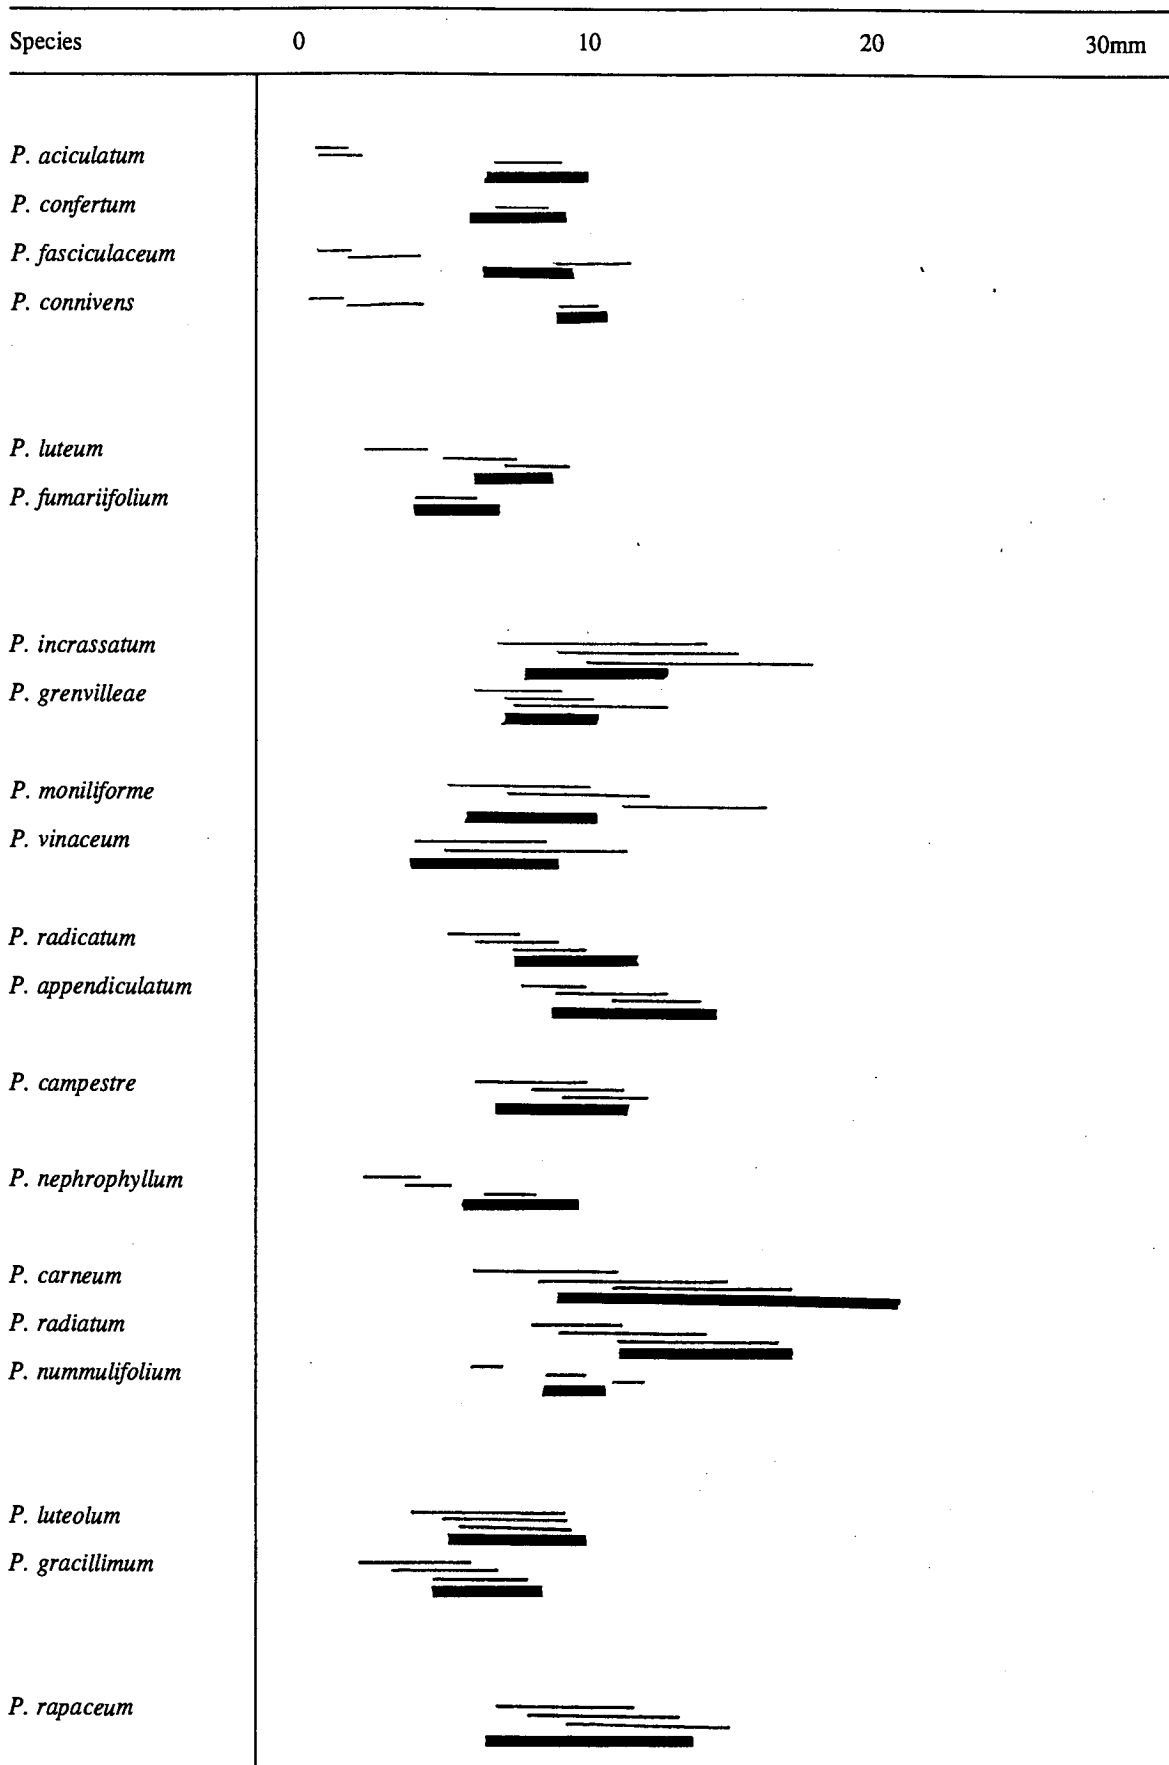 Species 0 10 20 30mm
P. aciculatum
P. confertum
P. fasciculaceum
P. connivens
P. luteum
P. fumariifolium
P. incrassatum
P. grenvilleae
P. moniliforme
P. vinaceum
P. radicatum
P. appendiculatum
P. campestre
P. nephrophyllum
P. carneum
P. radiatum
P. nummulifolium
P. luteolum
P. gracillimum
P. rapaceum